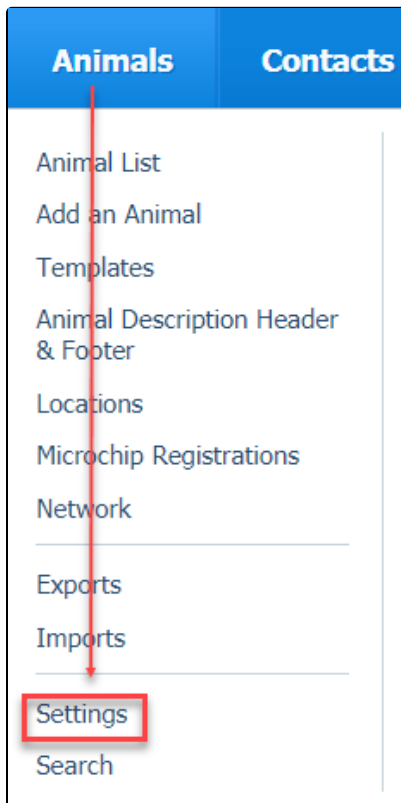 Animals Contacts
Animal List
Add an Animal
Templates
Animal Description Header
& Footer
Locations
Microchip Registrations
Network
Exports
Imports
Settings
Search